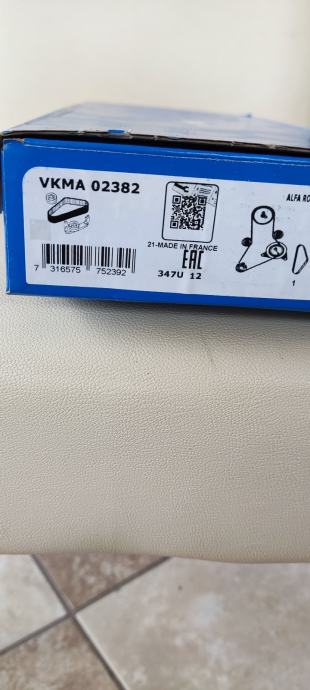 VKMA 02382
ALFA RO
21-MADE IN FRANCE
EAC
347U 12
7 316575 752392
1